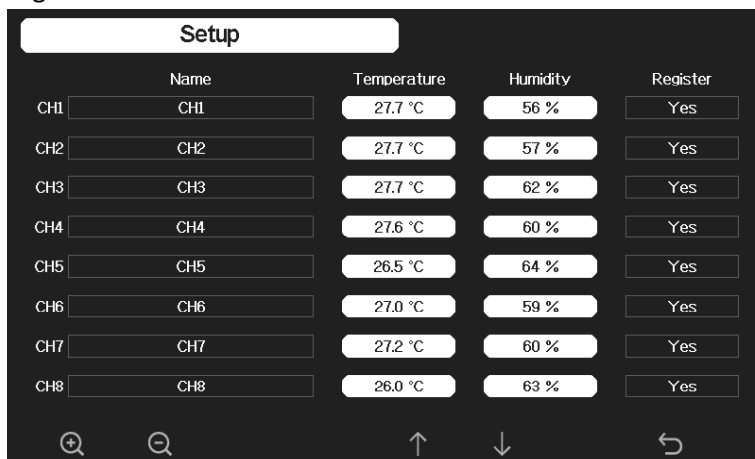 Setup
Name Temperature Humidity Register
CH1 CH1 27.7 °C 56 % Yes
CH2 CH2 27.7 °C 57 % Yes
CH3 CH3 27.7 °C 62 % Yes
CH4 CH4 27.6 °C 60 % Yes
CH5 CH5 26.5 °C 64 % Yes
CH6 CH6 27.0 °C 59 % Yes
CH7 CH7 27.2 °C 60 % Yes
CH8 CH8 26.0 °C 63 % Yes